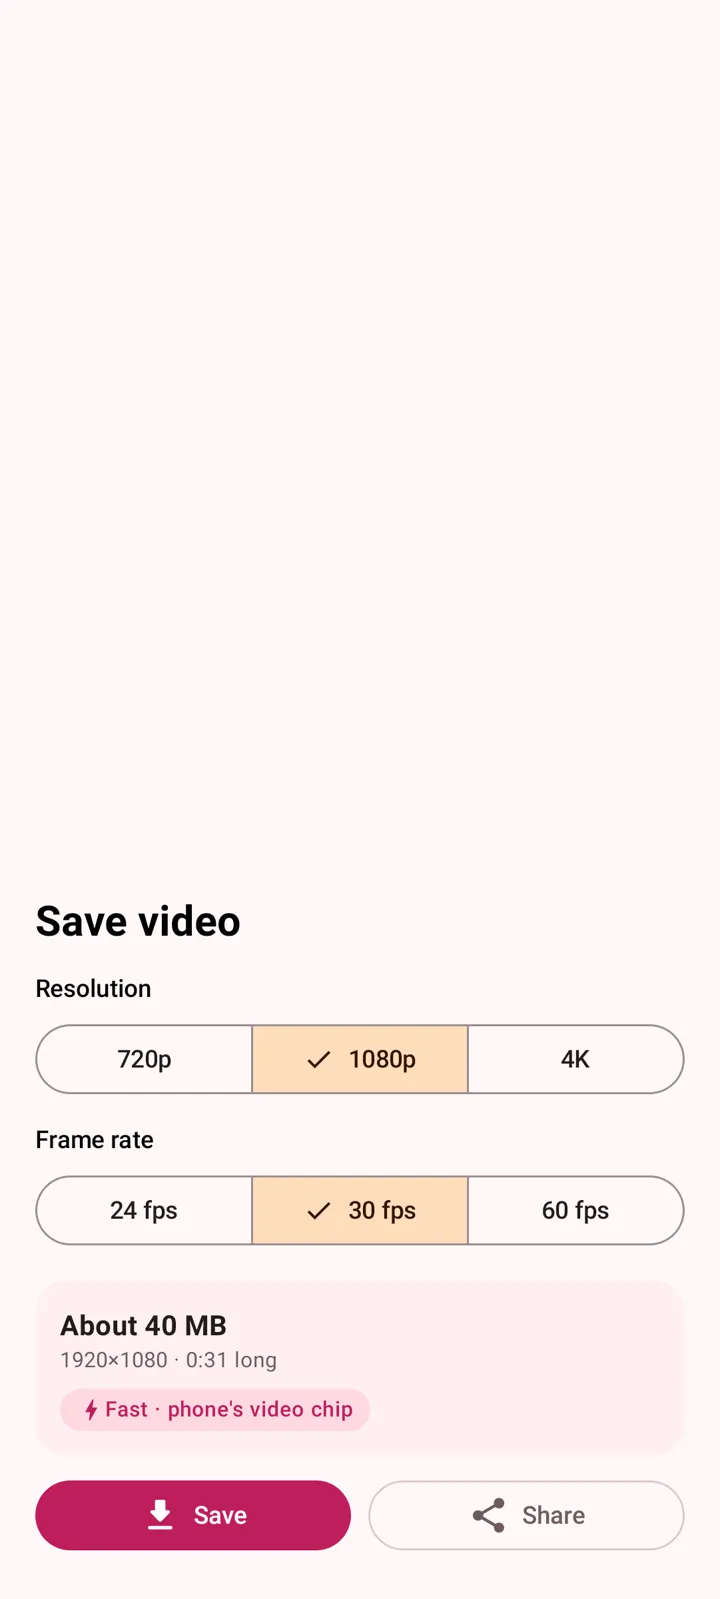 Save video
Resolution
720p 1080p 4K
Frame rate
24 fps 30 fps 60 fps
About 40 MB
1920×1080 · 0:31 long
Fast · phone's video chip
Save Share